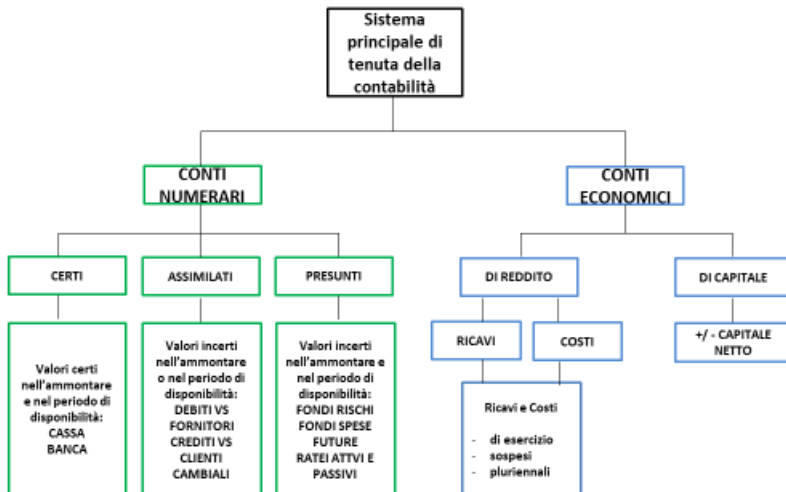 Sistema
principale di
tenuta della
contabilità
CONTI
NUMERARI
CONTI
ECONOMICI
CERTI
ASSIMILATI
PRESUNTI
DI REDDITO
DI CAPITALE
Valori certi
nell'ammontare
e nel periodo di
disponibilità:
CASSA
BANCA
Valori incerti
nell'ammontare
o nel periodo di
disponibilità:
DEBITI VS
FORNITORI
CREDITI VS
CLIENTI
CAMBIALI
Valori incerti
nell'ammontare e
nel periodo di
disponibilità:
FONDI RISCHI
FONDI SPESE
FUTURE
RATEI ATTVI E
PASSIVI
RICAVI
COSTI
+/ - CAPITALE
NETTO
Ricavi e Costi
- di esercizio
- sospesi
- pluriennali